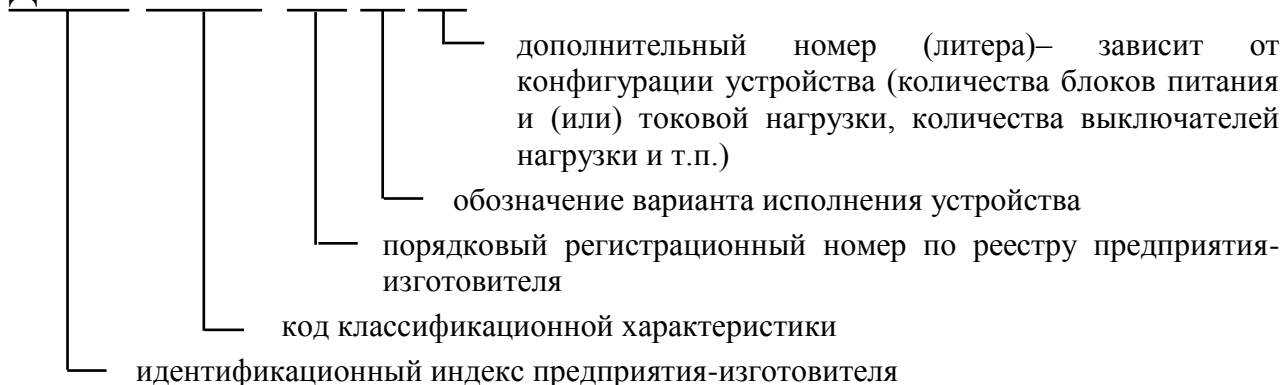 дополнительный номер (литера)– зависит от
конфигурации устройства (количества блоков питания
и (или) токовой нагрузки, количества выключателей
нагрузки и т.п.)
обозначение варианта исполнения устройства
порядковый регистрационный номер по реестру предприятия-
изготовителя
код классификационной характеристики
идентификационный индекс предприятия-изготовителя